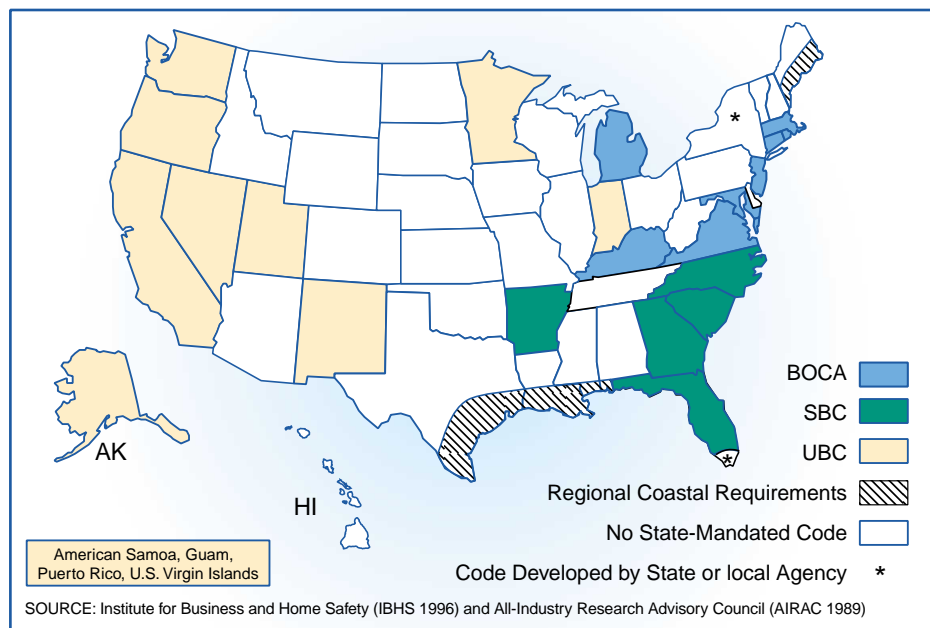 *
BOCA
SBC
UBC
*
AK
Regional Coastal Requirements
HI
No State-Mandated Code
American Samoa, Guam,
Puerto Rico, U.S. Virgin Islands
Code Developed by State or local Agency *
SOURCE: Institute for Business and Home Safety (IBHS 1996) and All-Industry Research Advisory Council (AIRAC 1989)